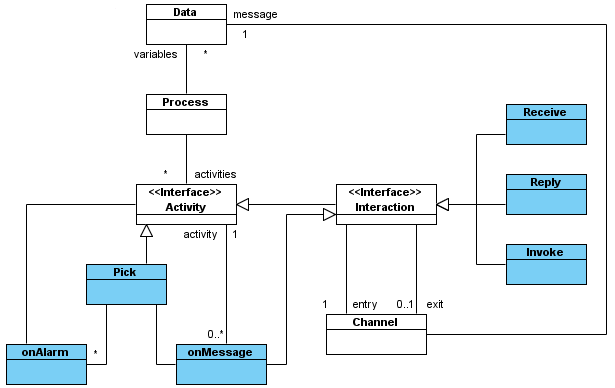 Data
message
1
variables
*
Process
Receive
*
activities
<<Interface>>
Activity
<<Interface>>
Interaction
Reply
activity
1
Pick
Invoke
1
entry
0..1
exit
Channel
0..*
onAlarm
*
onMessage